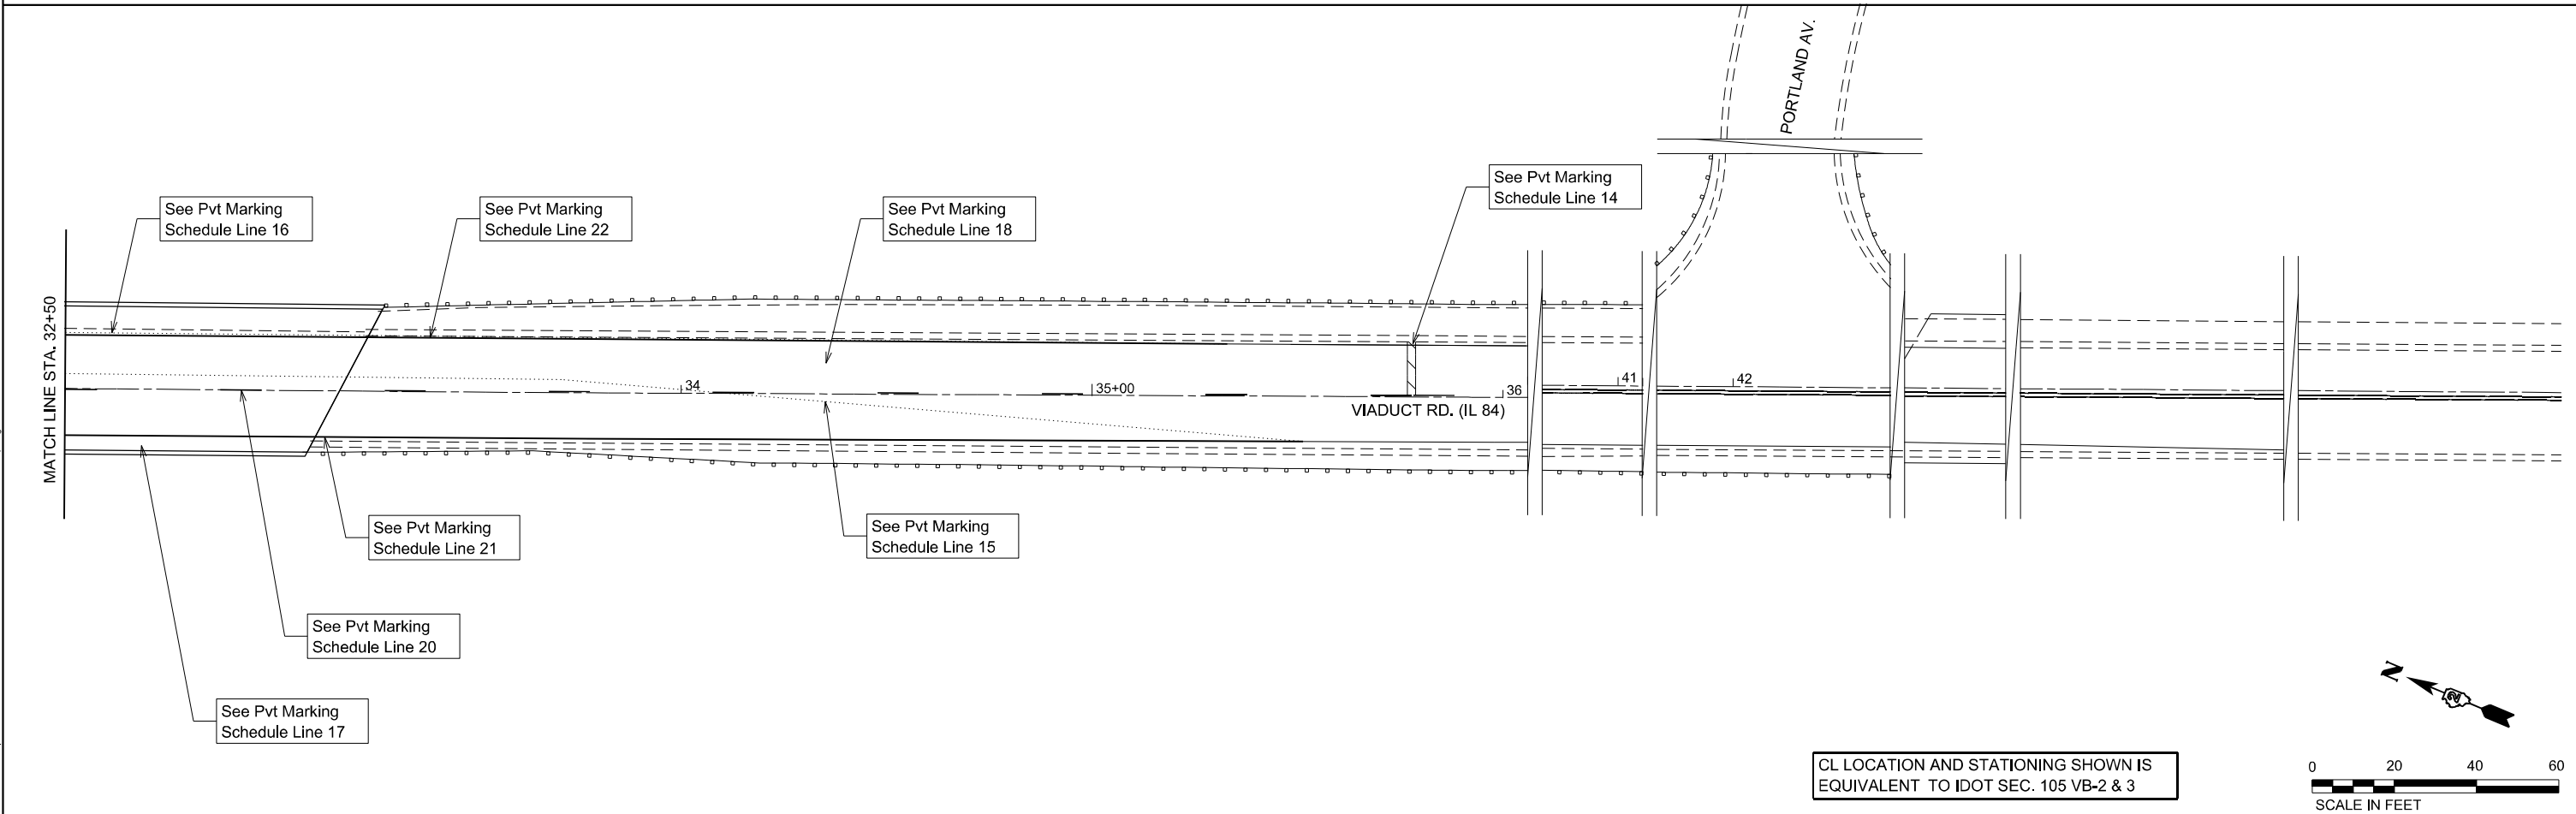 PORTLAND AV.
See Pvt Marking
Schedule Line 14
See Pvt Marking
Schedule Line 16
See Pvt Marking
Schedule Line 22
See Pvt Marking
Schedule Line 18
MATCH LINE STA. 32+50
34
35+00
36
41
42
VIADUCT RD. (IL 84)
See Pvt Marking
Schedule Line 21
See Pvt Marking
Schedule Line 15
See Pvt Marking
Schedule Line 20
See Pvt Marking
Schedule Line 17
N
2
CL LOCATION AND STATIONING SHOWN IS
EQUIVALENT TO IDOT SEC. 105 VB-2 & 3
0 20 40 60
SCALE IN FEET